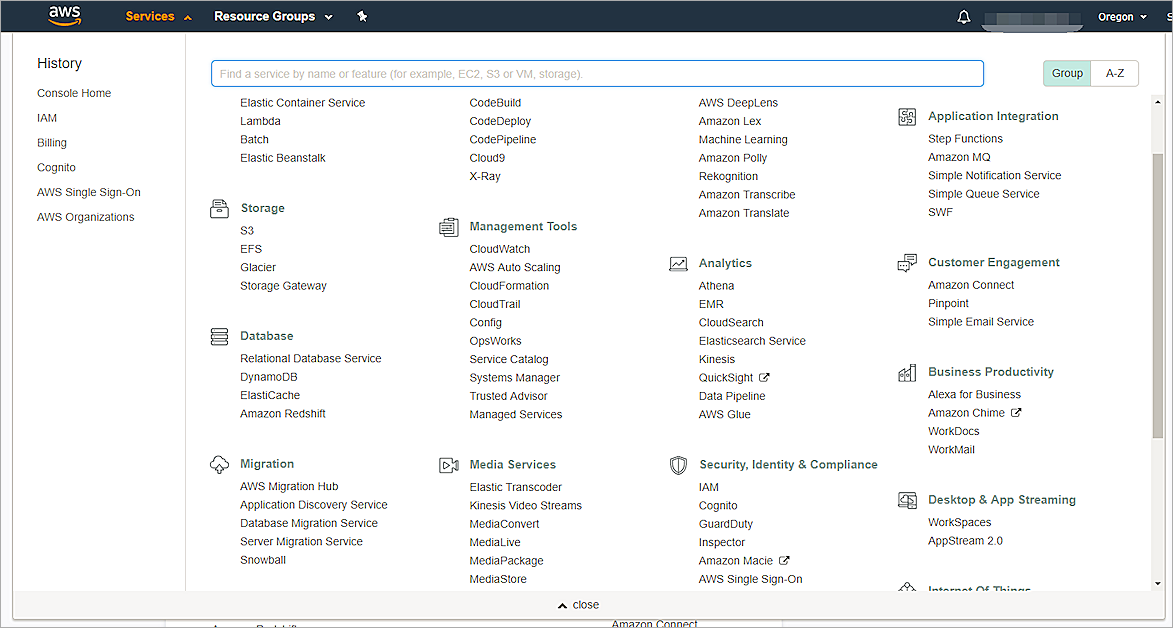 aws
Services
Resource Groups
Oregon
S
History
Console Home
IAM
Billing
Cognito
AWS Single Sign-On
AWS Organizations
Find a service by name or feature (for example, EC2, S3 or VM, storage).
Group
A-Z
Elastic Container Service
Lambda
Batch
Elastic Beanstalk
Storage
S3
EFS
Glacier
Storage Gateway
Database
Relational Database Service
DynamoDB
ElastiCache
Amazon Redshift
Migration
AWS Migration Hub
Application Discovery Service
Database Migration Service
Server Migration Service
Snowball
CodeBuild
CodeDeploy
CodePipeline
Cloud9
X-Ray
Management Tools
CloudWatch
AWS Auto Scaling
CloudFormation
CloudTrail
Config
OpsWorks
Service Catalog
Systems Manager
Trusted Advisor
Managed Services
Media Services
Elastic Transcoder
Kinesis Video Streams
MediaConvert
MediaLive
MediaPackage
MediaStore
AWS DeepLens
Amazon Lex
Machine Learning
Amazon Polly
Rekognition
Amazon Transcribe
Amazon Translate
Analytics
Athena
EMR
CloudSearch
Elasticsearch Service
Kinesis
QuickSight
Data Pipeline
AWS Glue
Security, Identity & Compliance
IAM
Cognito
GuardDuty
Inspector
Amazon Macie
AWS Single Sign-On
Application Integration
Step Functions
Amazon MQ
Simple Notification Service
Simple Queue Service
SWF
Customer Engagement
Amazon Connect
Pinpoint
Simple Email Service
Business Productivity
Alexa for Business
Amazon Chime
WorkDocs
WorkMail
Desktop & App Streaming
WorkSpaces
AppStream 2.0
Internet Of Things
close
Amazon Redshift
Amazon Connect